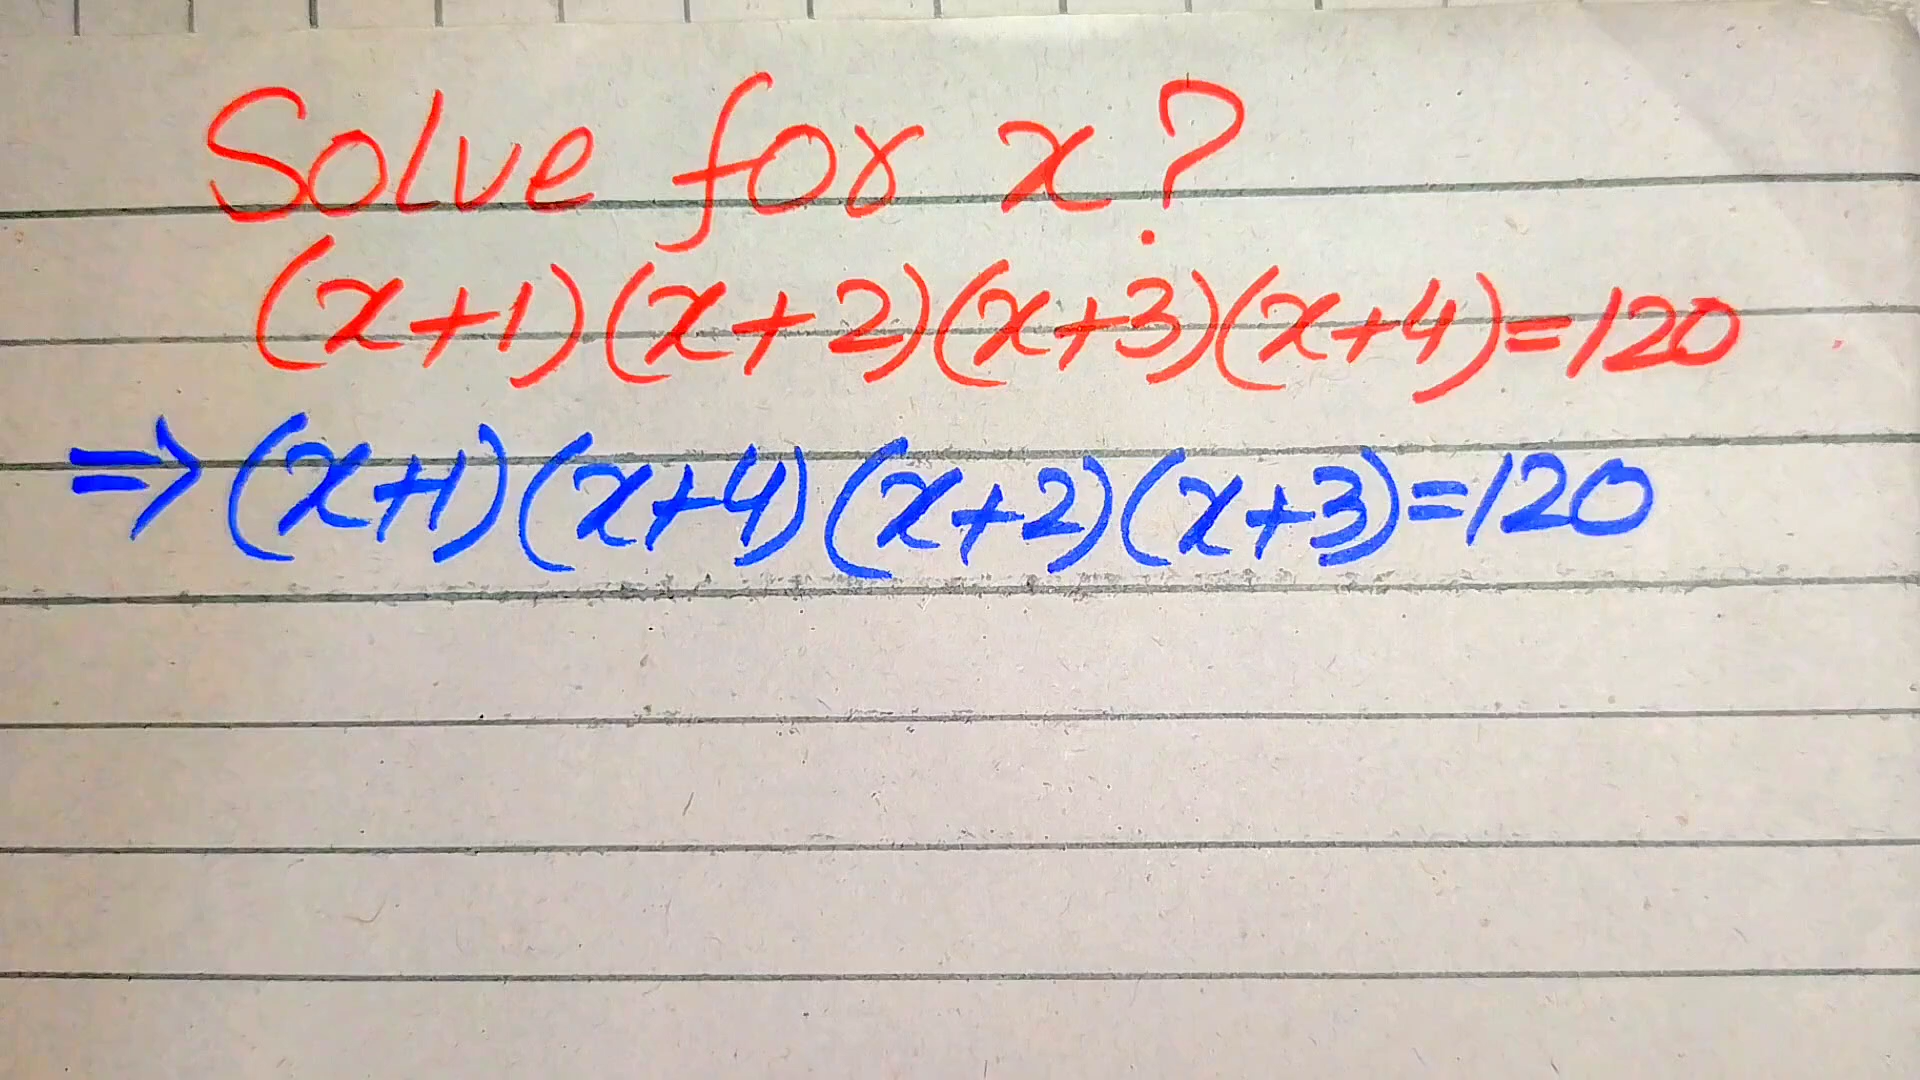 Solve for x?
(x+1)(x+2)(x+3)(x+4)=120
⇒(x+1)(x+4)(x+2)(x+3)=120